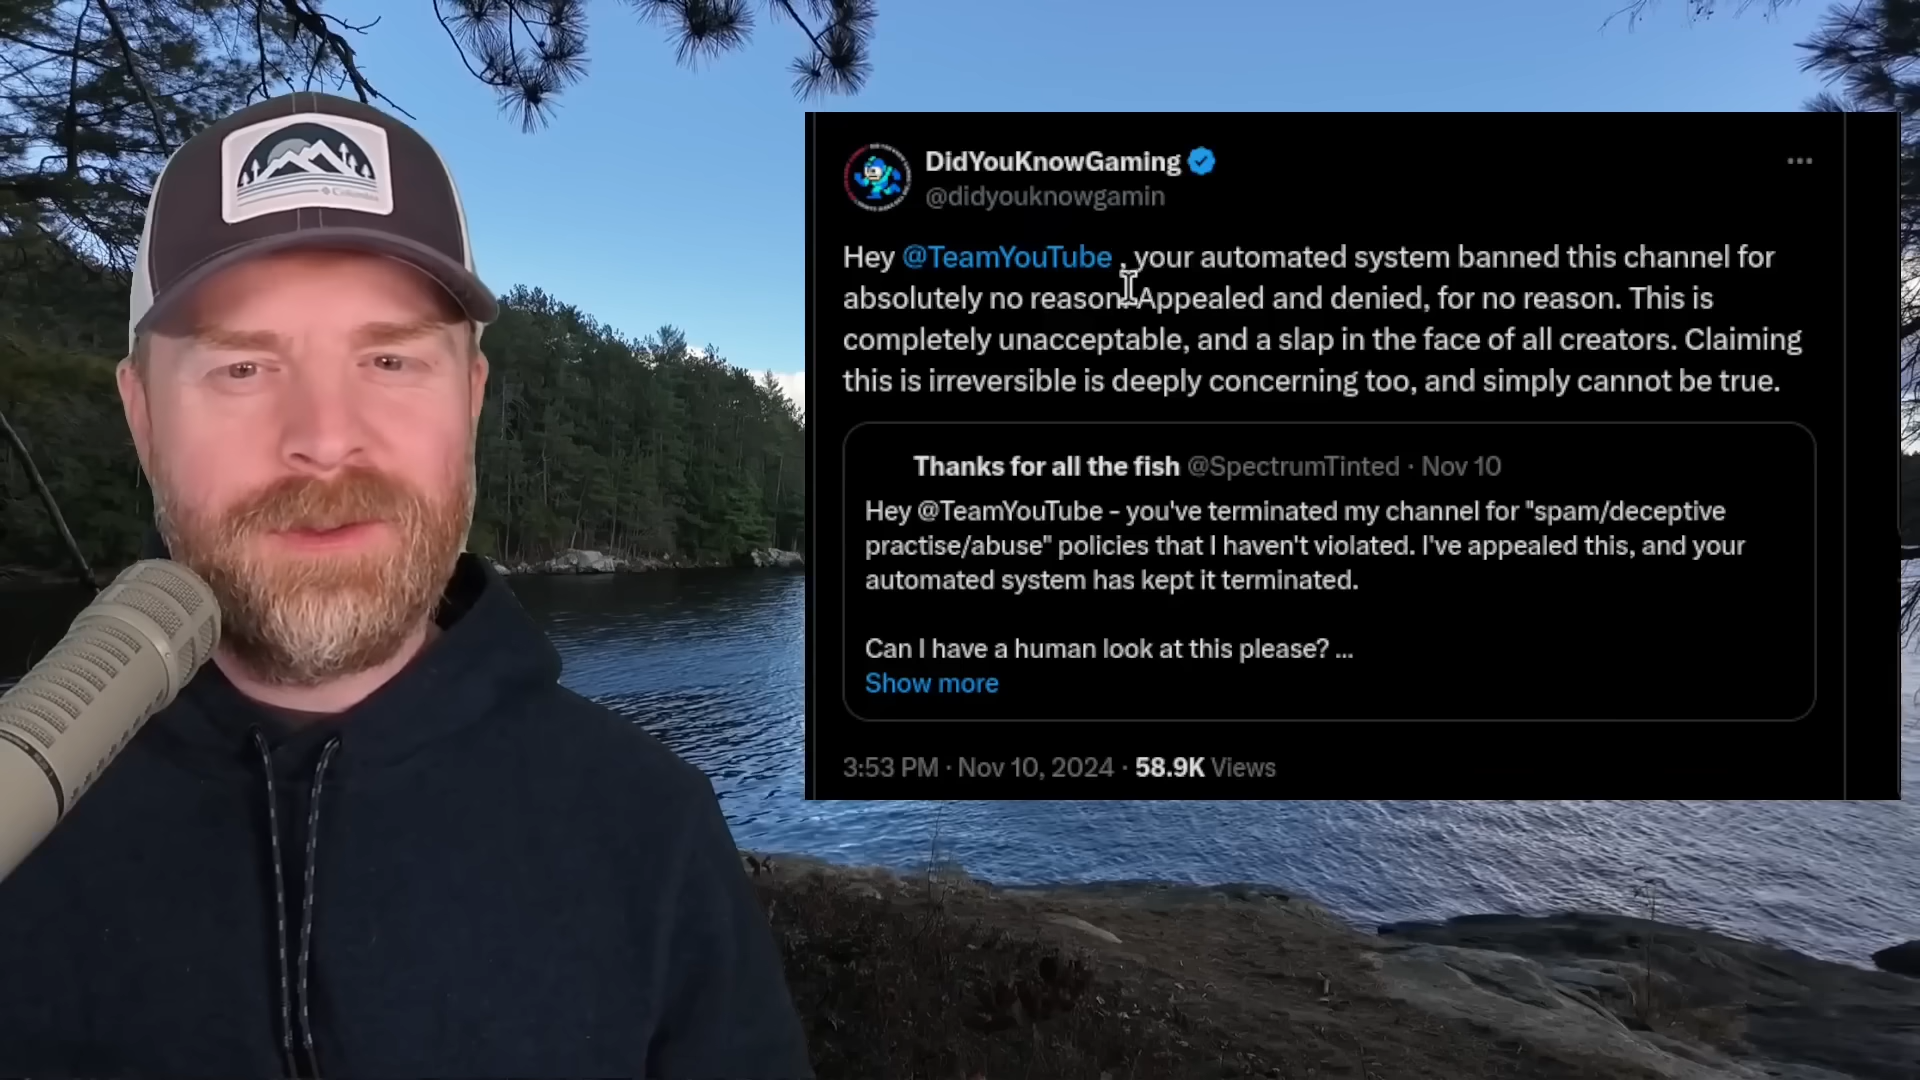 Columbia
DidYouKnowGaming
@didyouknowgamin
Hey @TeamYouTube , your automated system banned this channel for
absolutely no reason. Appealed and denied, for no reason. This is
completely unacceptable, and a slap in the face of all creators. Claiming
this is irreversible is deeply concerning too, and simply cannot be true.
Thanks for all the fish @SpectrumTinted · Nov 10
Hey @TeamYouTube - you've terminated my channel for "spam/deceptive
practise/abuse" policies that I haven't violated. I've appealed this, and your
automated system has kept it terminated.
Can I have a human look at this please? ...
Show more
3:53 PM · Nov 10, 2024 · 58.9K Views